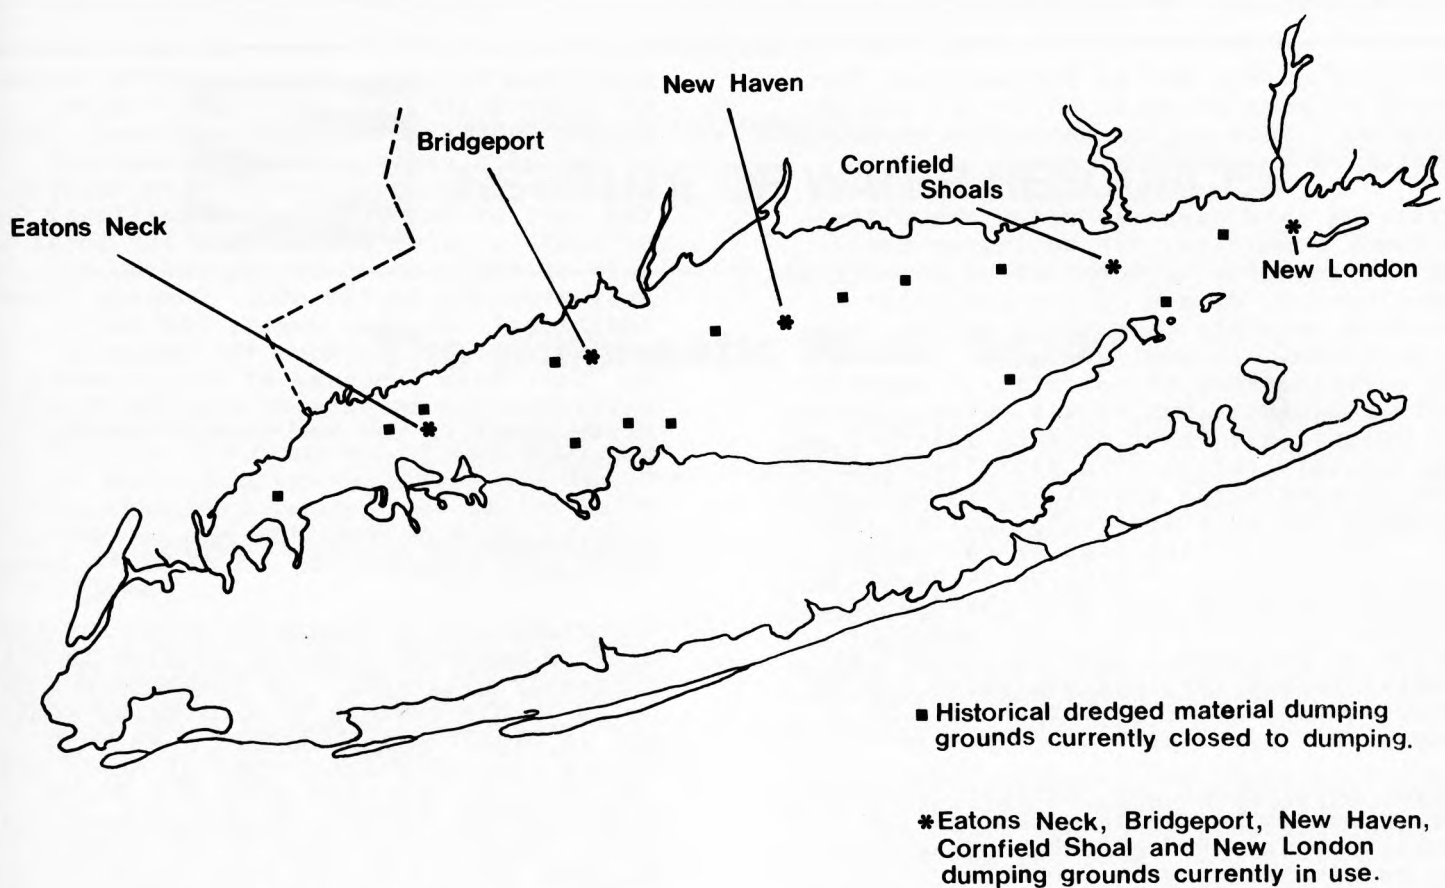 New Haven
Bridgeport
Cornfield
Shoals
Eatons Neck
New London
■ Historical dredged material dumping
grounds currently closed to dumping.
*Eatons Neck, Bridgeport, New Haven,
Cornfield Shoal and New London
dumping grounds currently in use.